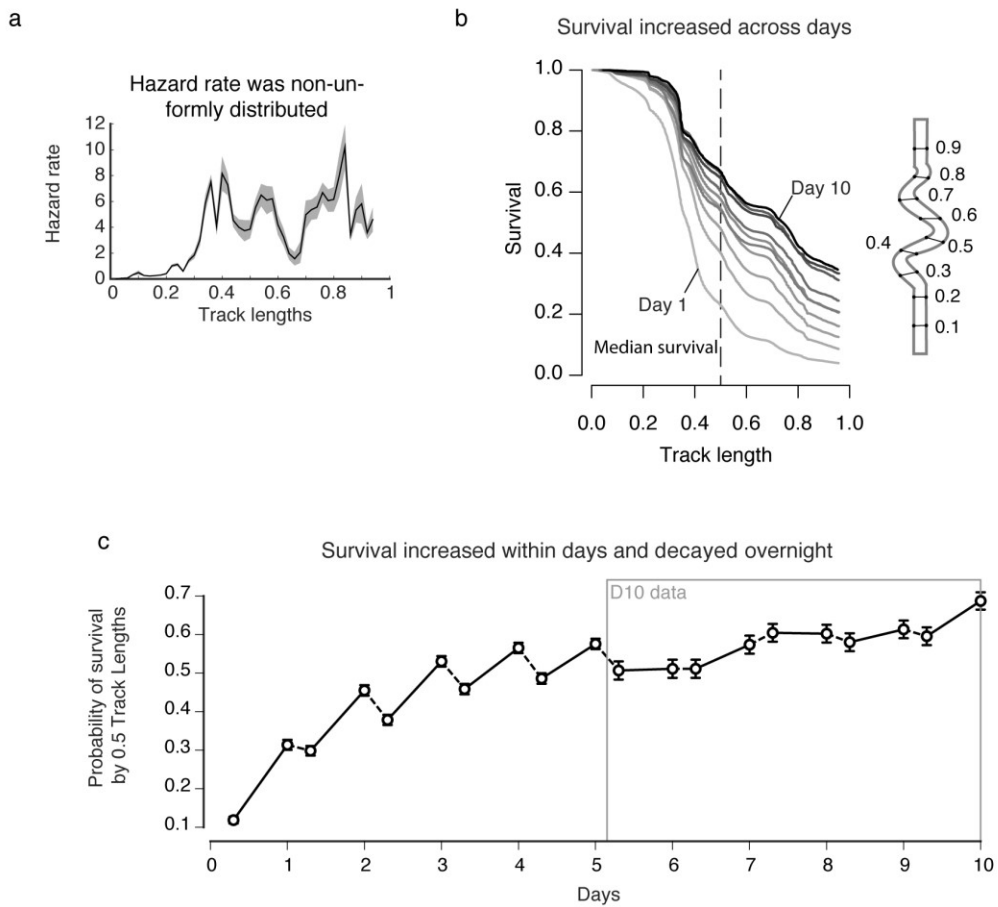 a
Hazard rate was non-un-
formly distributed
12
10
8
6
4
2
0
Hazard rate
0
0.2
0.4
0.6
0.8
1
Track lengths
b
Survival increased across days
1.0
0.8
0.6
0.4
0.2
0.0
Survival
Day 10
Day 1
Median survival
0.0
0.2
0.4
0.6
0.8
1.0
Track length
0.9
0.8
0.7
0.6
0.5
0.4
0.3
0.2
0.1
c
Survival increased within days and decayed overnight
D10 data
0.7
0.6
0.5
0.4
0.3
0.2
0.1
Probability of survival
by 0.5 Track Lengths
0
1
2
3
4
5
6
7
8
9
10
Days